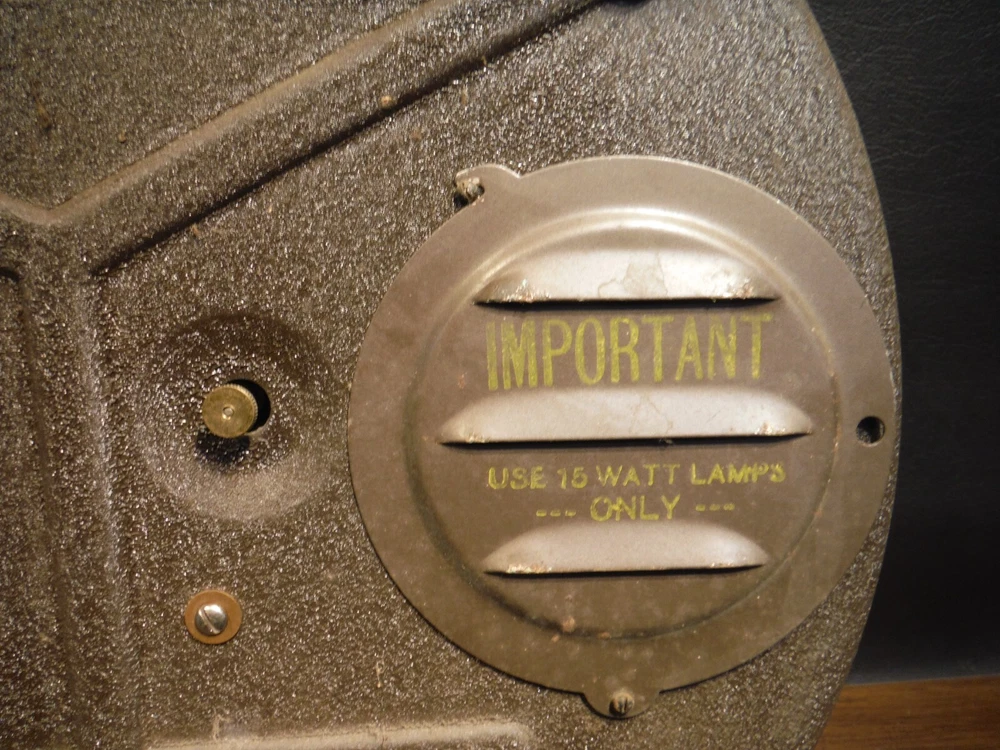 IMPORTANT
USE 15 WATT LAMPS
--- ONLY ---